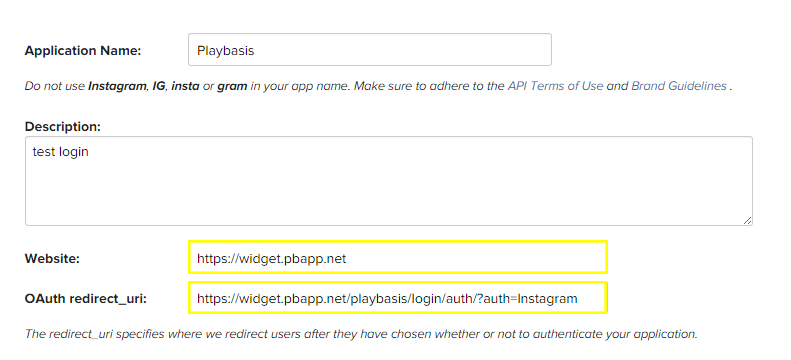 Application Name: Playbasis
Do not use Instagram, IG, insta or gram in your app name. Make sure to adhere to the API Terms of Use and Brand Guidelines .
Description:
test login
Website: https://widget.pbapp.net
OAuth redirect_uri: https://widget.pbapp.net/playbasis/login/auth/?auth=Instagram
The redirect_uri specifies where we redirect users after they have chosen whether or not to authenticate your application.